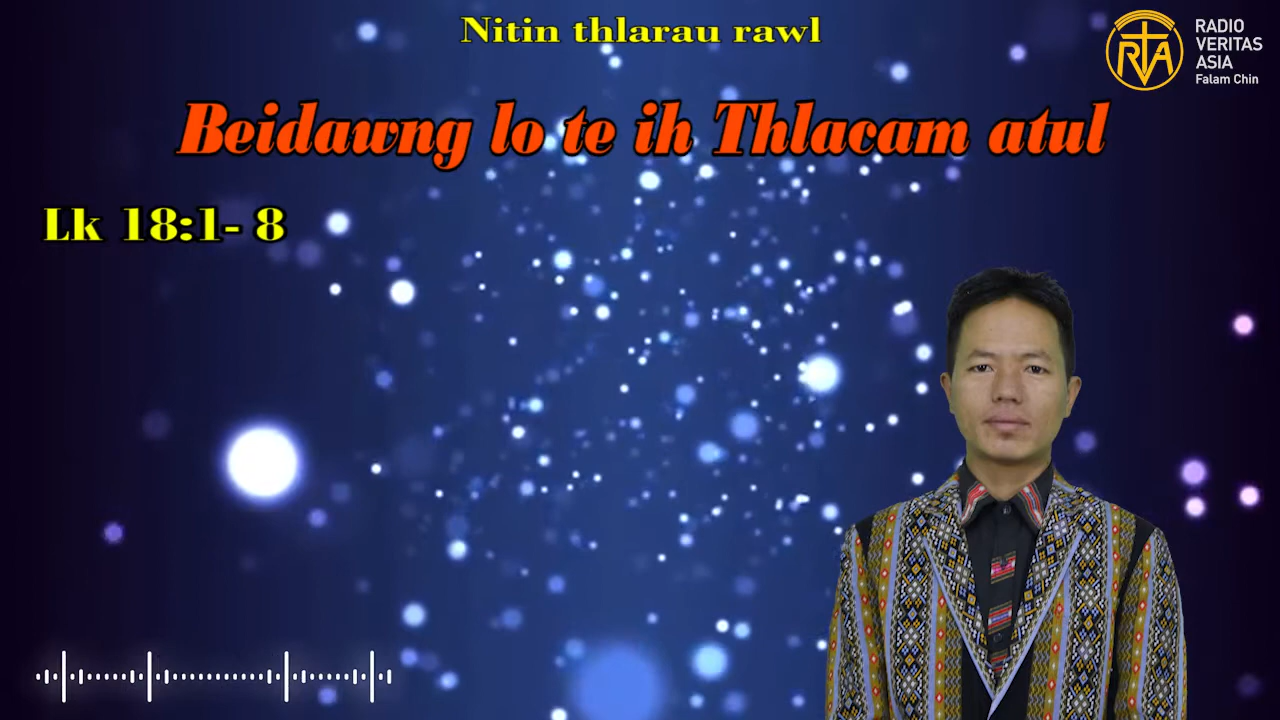 Nitin thlarau rawl
RADIO
VERITAS
ASIA
Falam Chin
Beidawng lo te ih Thlacam atul
Lk 18:1- 8